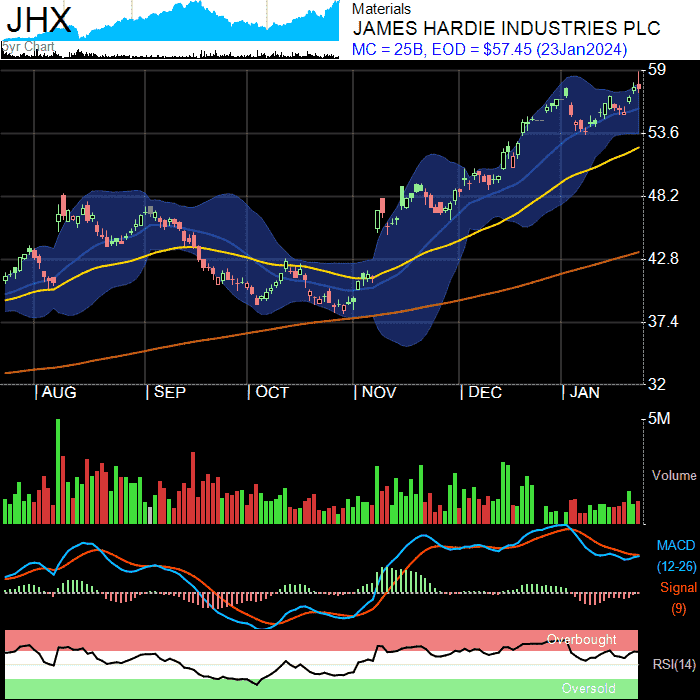 JHX
5yr Chart
Materials
JAMES HARDIE INDUSTRIES PLC
MC = 25B, EOD = $57.45 (23Jan2024)
59
53.6
48.2
42.8
37.4
32
| AUG | SEP | OCT | NOV | DEC | JAN
5M
Volume
MACD
(12-26)
Signal
(9)
Overbought
RSI(14)
Oversold